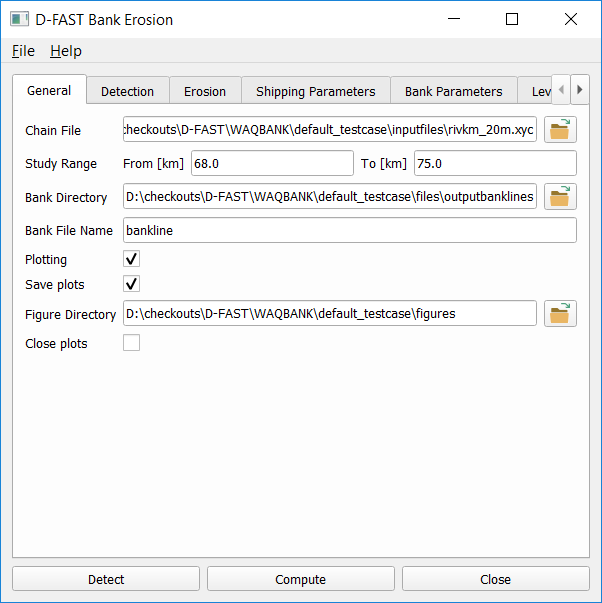 D-FAST Bank Erosion
File Help
General Detection Erosion Shipping Parameters Bank Parameters Lev
Chain File checkouts\D-FAST\WAQBANK\default_testcase\inputfiles\rivkm_20m.xyc
Study Range From [km] 68.0 To [km] 75.0
Bank Directory D:\checkouts\D-FAST\WAQBANK\default_testcase\files\outputbanklines
Bank File Name bankline
Plotting
Save plots
Figure Directory D:\checkouts\D-FAST\WAQBANK\default_testcase\figures
Close plots
Detect Compute Close